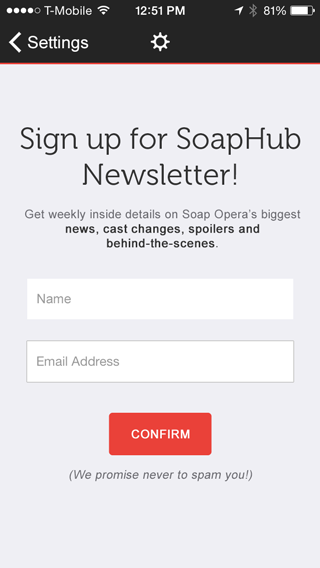 T-Mobile 12:51 PM 81%
Settings
Sign up for SoapHub
Newsletter!
Get weekly inside details on Soap Opera's biggest
news, cast changes, spoilers and
behind-the-scenes.
Name
Email Address
CONFIRM
(We promise never to spam you!)